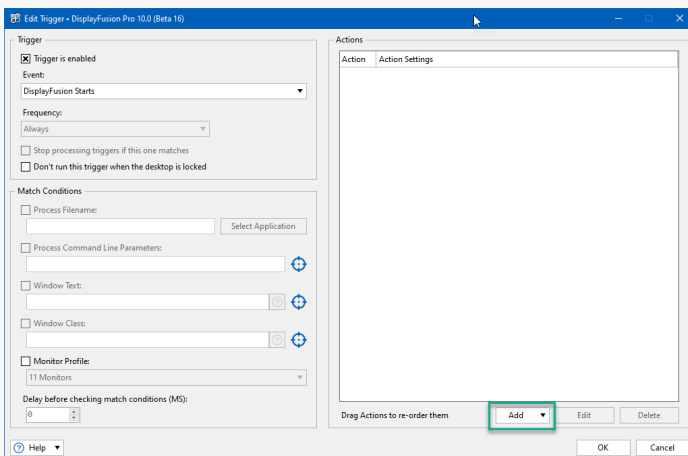 Edit Trigger • DisplayFusion Pro 10.0 (Beta 16)
Trigger
Trigger is enabled
Event:
DisplayFusion Starts
Frequency:
Always
Stop processing triggers if this one matches
Don't run this trigger when the desktop is locked
Match Conditions
Process Filename:
Select Application
Process Command Line Parameters:
Window Text:
Window Class:
Monitor Profile:
11 Monitors
Delay before checking match conditions (MS):
0
Help
Actions
Action Action Settings
Drag Actions to re-order them Add Edit Delete
OK Cancel